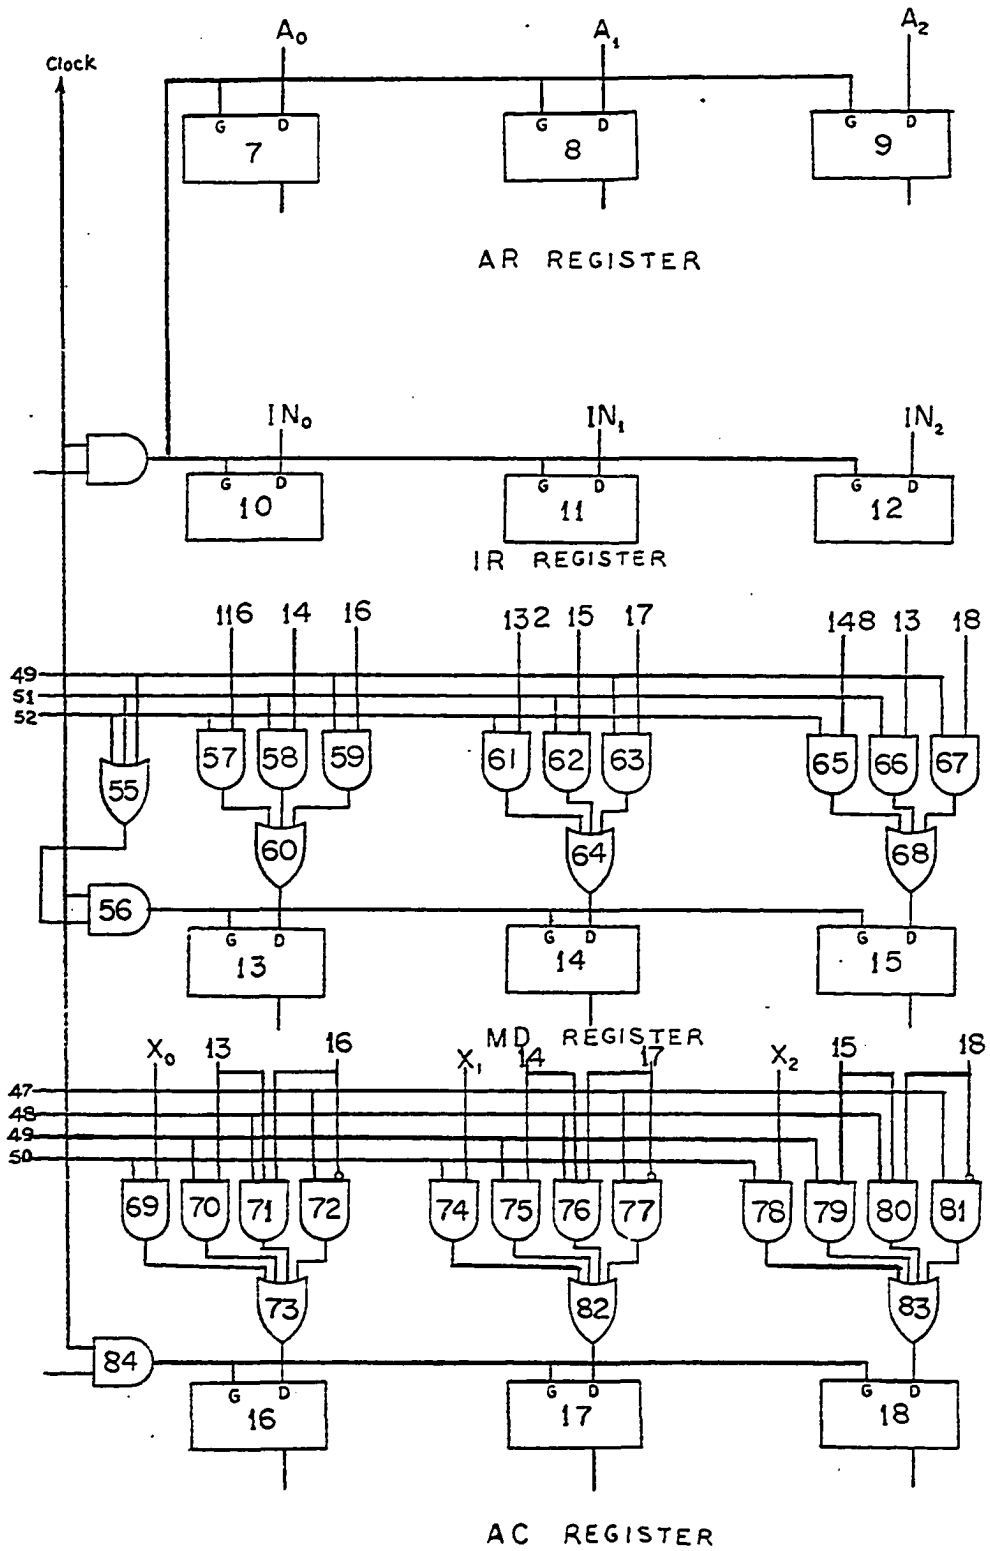 A₀ A₁ A₂
Clock
G D G D G D
7 8 9
AR REGISTER
IN₀ IN₁ IN₂
G D G D G D
10 11 12
IR REGISTER
116 14 16 132 15 17 148 13 18
49
51
52
57 58 59 61 62 63 65 66 67
55
60 64 68
56
G D G D G D
13 14 15
MD REGISTER
X₀ 13 16 X₁ 14 17 X₂ 15 18
47
48
49
50
69 70 71 72 74 75 76 77 78 79 80 81
73 82 83
84
G D G D G D
16 17 18
AC REGISTER